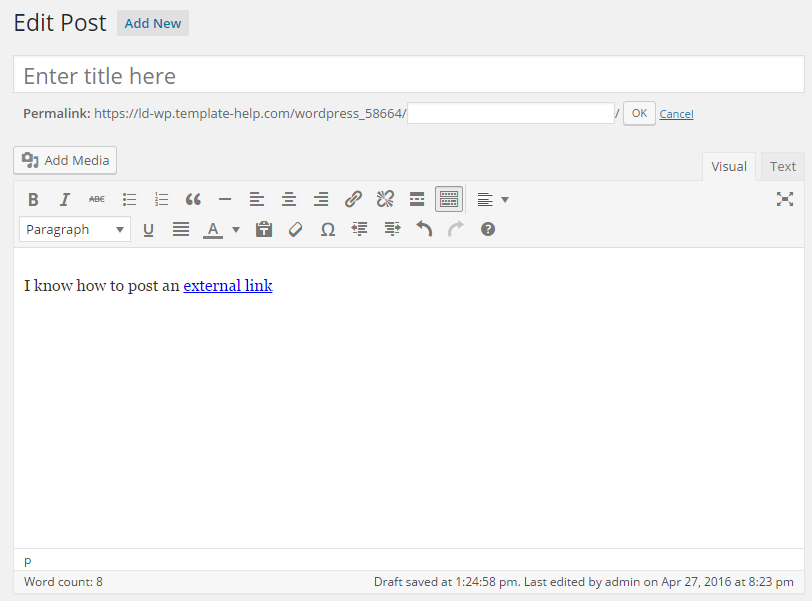 Edit Post Add New
Enter title here
Permalink: https://ld-wp.template-help.com/wordpress_58664/ / OK Cancel
Add Media Visual Text
B I ABC
Paragraph U A Ω ?
I know how to post an external link
p
Word count: 8 Draft saved at 1:24:58 pm. Last edited by admin on Apr 27, 2016 at 8:23 pm